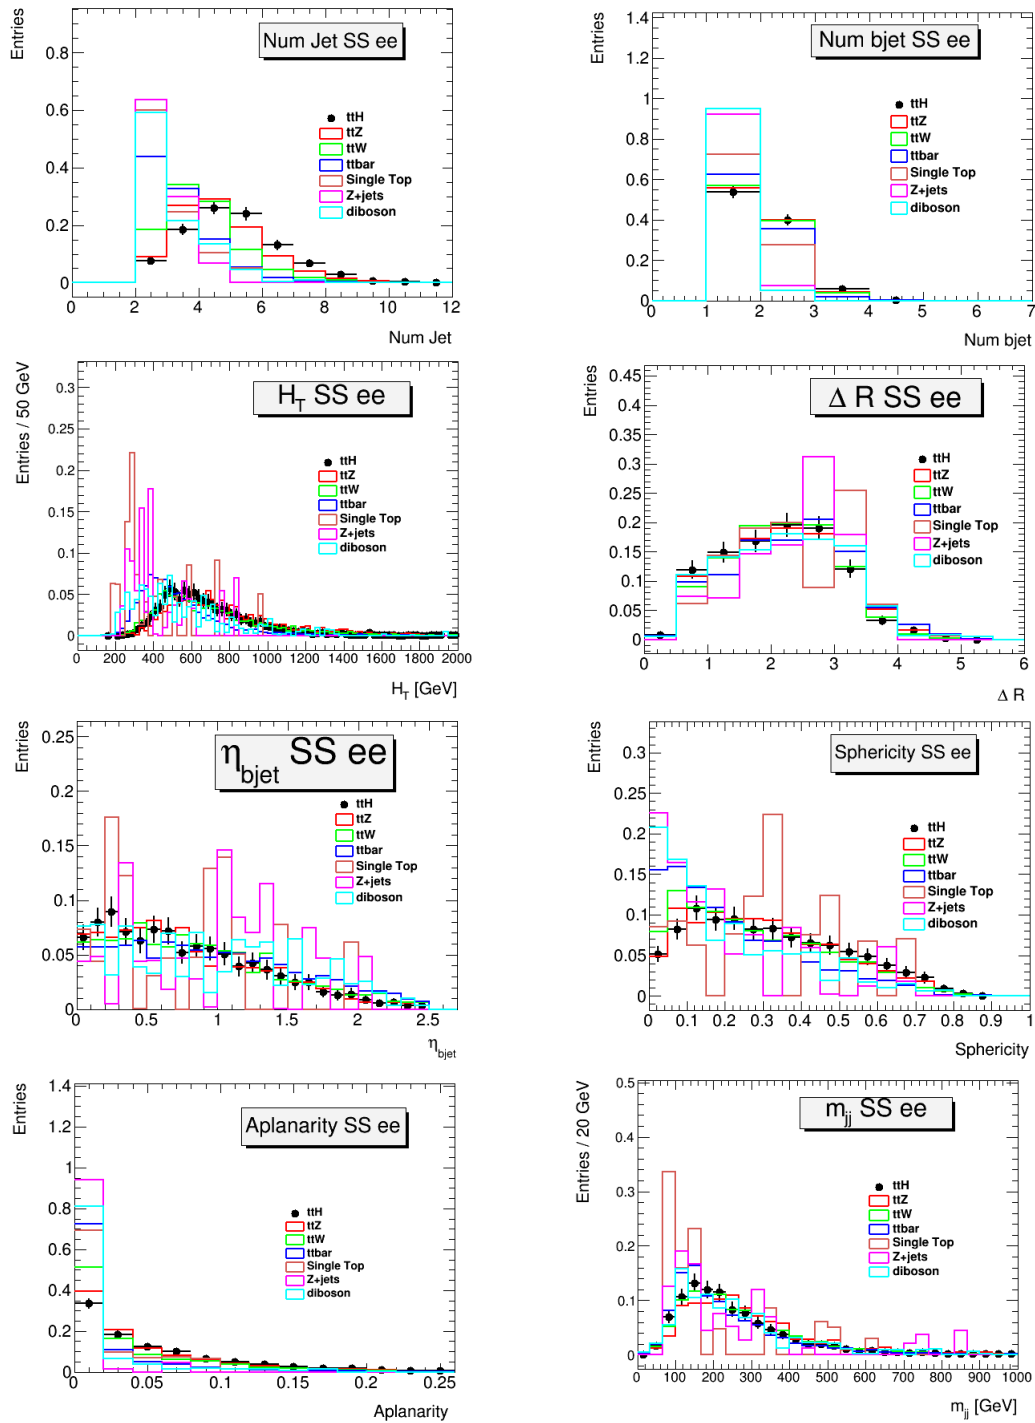 Entries
Num Jet SS ee
0.8
0.6
0.4
0.2
0
ttH
ttZ
ttW
ttbar
Single Top
Z+jets
diboson
0 2 4 6 8 10 12
Num Jet
Entries
Num bjet SS ee
1.4
1.2
1
0.8
0.6
0.4
0.2
0
ttH
ttZ
ttW
ttbar
Single Top
Z+jets
diboson
0 1 2 3 4 5 6 7
Num bjet
Entries / 50 GeV
H_T SS ee
0.3
0.25
0.2
0.15
0.1
0.05
0
ttH
ttZ
ttW
ttbar
Single Top
Z+jets
diboson
0 200 400 600 800 1000 1200 1400 1600 1800 2000
H_T [GeV]
Entries
Δ R SS ee
0.45
0.4
0.35
0.3
0.25
0.2
0.15
0.1
0.05
0
ttH
ttZ
ttW
ttbar
Single Top
Z+jets
diboson
0 1 2 3 4 5 6
Δ R
Entries
η_bjet SS ee
0.25
0.2
0.15
0.1
0.05
0
ttH
ttZ
ttW
ttbar
Single Top
Z+jets
diboson
0 0.5 1 1.5 2 2.5
η_bjet
Entries
Sphericity SS ee
0.3
0.25
0.2
0.15
0.1
0.05
0
ttH
ttZ
ttW
ttbar
Single Top
Z+jets
diboson
0 0.1 0.2 0.3 0.4 0.5 0.6 0.7 0.8 0.9 1
Sphericity
Entries
Aplanarity SS ee
1.4
1.2
1
0.8
0.6
0.4
0.2
0
ttH
ttZ
ttW
ttbar
Single Top
Z+jets
diboson
0 0.05 0.1 0.15 0.2 0.25
Aplanarity
Entries / 20 GeV
m_jj SS ee
0.5
0.4
0.3
0.2
0.1
0
ttH
ttZ
ttW
ttbar
Single Top
Z+jets
diboson
0 100 200 300 400 500 600 700 800 900 1000
m_jj [GeV]